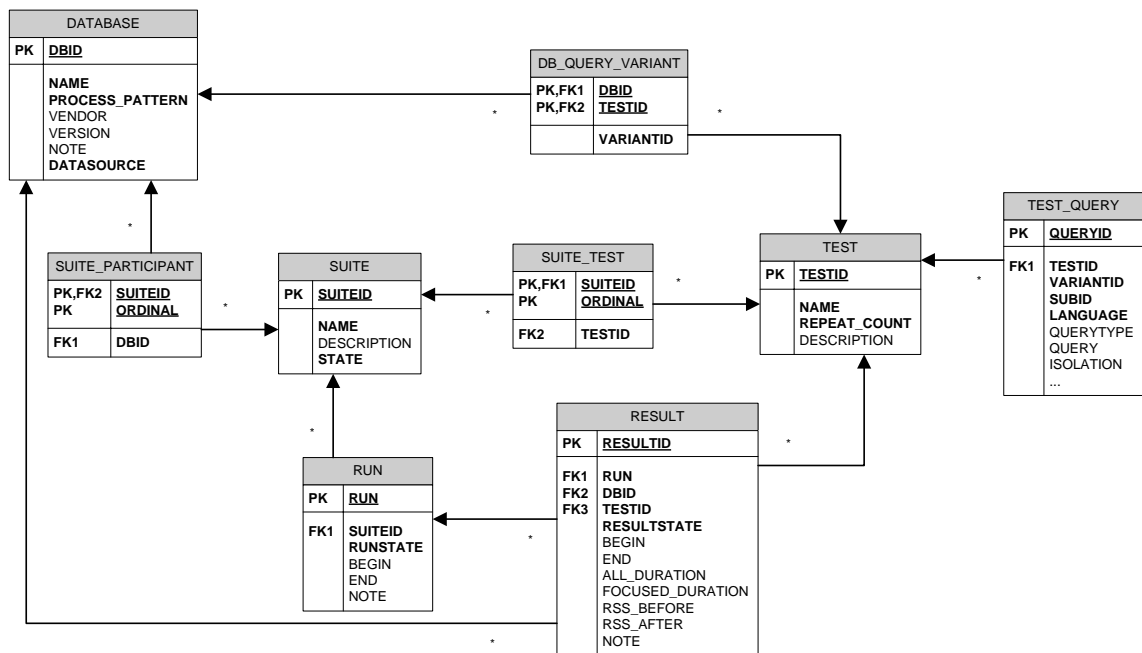 DATABASE
PK DBID
NAME
PROCESS_PATTERN
VENDOR
VERSION
NOTE
DATASOURCE
DB_QUERY_VARIANT
PK,FK1 DBID
PK,FK2 TESTID
VARIANTID
*
*
TEST_QUERY
PK QUERYID
FK1 TESTID
VARIANTID
SUBID
LANGUAGE
QUERYTYPE
QUERY
ISOLATION
...
*
SUITE_PARTICIPANT
PK,FK2 SUITEID
PK ORDINAL
FK1 DBID
*
*
SUITE
PK SUITEID
NAME
DESCRIPTION
STATE
SUITE_TEST
PK,FK1 SUITEID
PK ORDINAL
FK2 TESTID
*
*
TEST
PK TESTID
NAME
REPEAT_COUNT
DESCRIPTION
RUN
PK RUN
FK1 SUITEID
RUNSTATE
BEGIN
END
NOTE
*
RESULT
PK RESULTID
FK1 RUN
FK2 DBID
FK3 TESTID
RESULTSTATE
BEGIN
END
ALL_DURATION
FOCUSED_DURATION
RSS_BEFORE
RSS_AFTER
NOTE
*
*
*